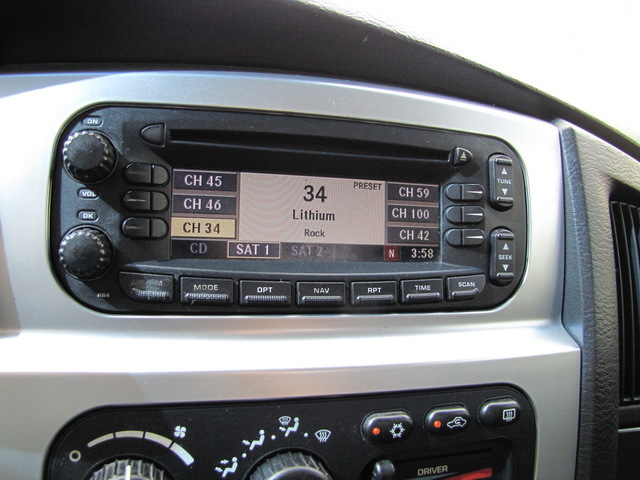 ON
VOL
OK
CH 45
CH 46
CH 34
34
Lithium
Rock
PRESET
CH 59
CH 100
CH 42
CD
SAT 1
SAT 2
N
3:58
TUNE
SEEK
MODE
OPT
NAV
RPT
TIME
SCAN
DRIVER